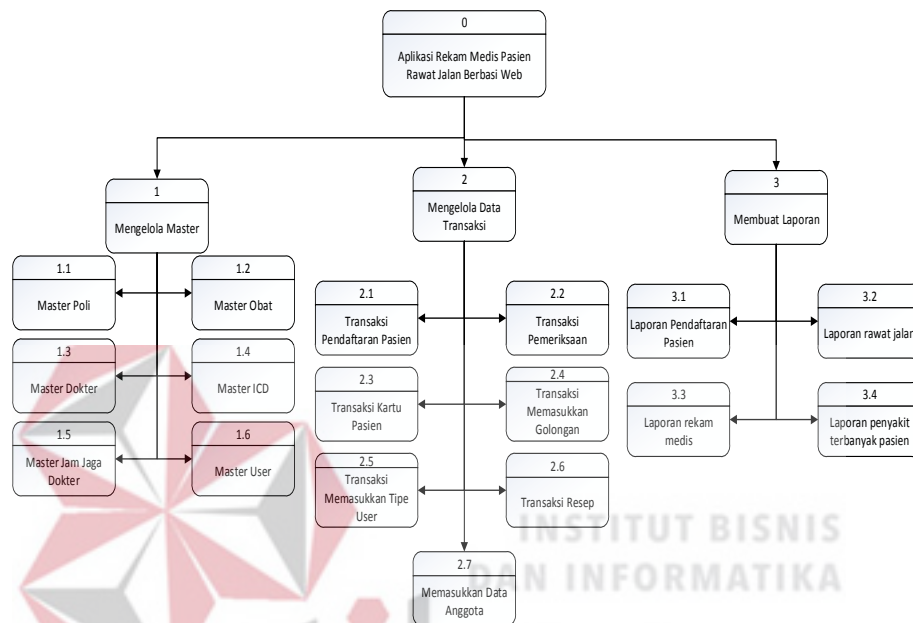 0
Aplikasi Rekam Medis Pasien
Rawat Jalan Berbasi Web
1
Mengelola Master
2
Mengelola Data
Transaksi
3
Membuat Laporan
1.1
Master Poli
1.2
Master Obat
1.3
Master Dokter
1.4
Master ICD
1.5
Master Jam Jaga
Dokter
1.6
Master User
2.1
Transaksi
Pendaftaran Pasien
2.2
Transaksi
Pemeriksaan
2.3
Transaksi Kartu
Pasien
2.4
Transaksi
Memasukkan
Golongan
2.5
Transaksi
Memasukkan Tipe
User
2.6
Transaksi Resep
2.7
Memasukkan Data
Anggota
3.1
Laporan Pendaftaran
Pasien
3.2
Laporan rawat jalan
3.3
Laporan rekam
medis
3.4
Laporan penyakit
terbanyak pasien
INSTITUT BISNIS
DAN INFORMATIKA